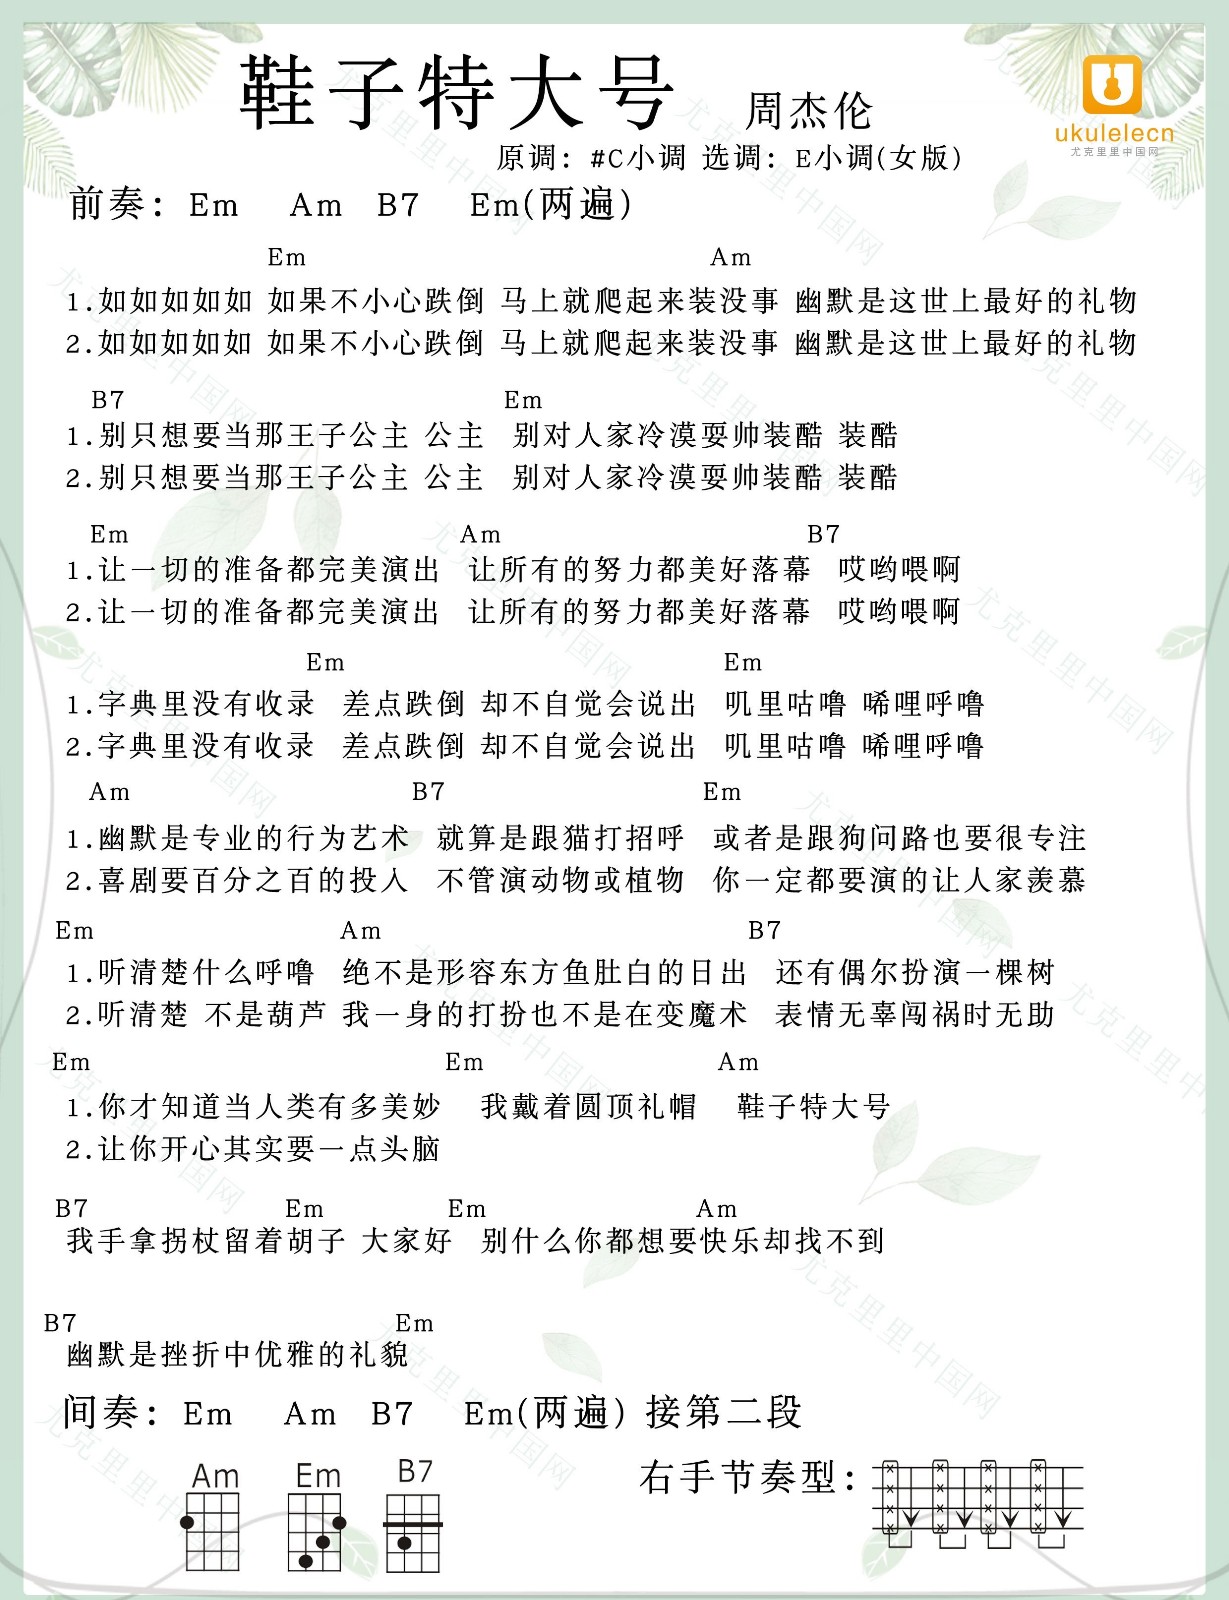 鞋子特大号 周杰伦
ukulelecn
尤克里里中国网
原调：#C小调 选调：E小调(女版)
前奏：Em Am B7 Em(两遍)
Em Am
1.如如如如如 如果不小心跌倒 马上就爬起来装没事 幽默是这世上最好的礼物
2.如如如如如 如果不小心跌倒 马上就爬起来装没事 幽默是这世上最好的礼物
B7 Em
1.别只想要当那王子公主 公主 别对人家冷漠耍帅装酷 装酷
2.别只想要当那王子公主 公主 别对人家冷漠耍帅装酷 装酷
Em Am B7
1.让一切的准备都完美演出 让所有的努力都美好落幕 哎哟喂啊
2.让一切的准备都完美演出 让所有的努力都美好落幕 哎哟喂啊
Em Em
1.字典里没有收录 差点跌倒 却不自觉会说出 叽里咕噜 唏哩呼噜
2.字典里没有收录 差点跌倒 却不自觉会说出 叽里咕噜 唏哩呼噜
Am B7 Em
1.幽默是专业的行为艺术 就算是跟猫打招呼 或者是跟狗问路也要很专注
2.喜剧要百分之百的投入 不管演动物或植物 你一定都要演的让人家羡慕
Em Am B7
1.听清楚什么呼噜 绝不是形容东方鱼肚白的日出 还有偶尔扮演一棵树
2.听清楚 不是葫芦 我一身的打扮也不是在变魔术 表情无辜闯祸时无助
Em Em Am
1.你才知道当人类有多美妙 我戴着圆顶礼帽 鞋子特大号
2.让你开心其实要一点头脑
B7 Em Em Am
我手拿拐杖留着胡子 大家好 别什么你都想要快乐却找不到
B7 Em
幽默是挫折中优雅的礼貌
间奏：Em Am B7 Em(两遍) 接第二段
Am Em B7 右手节奏型：